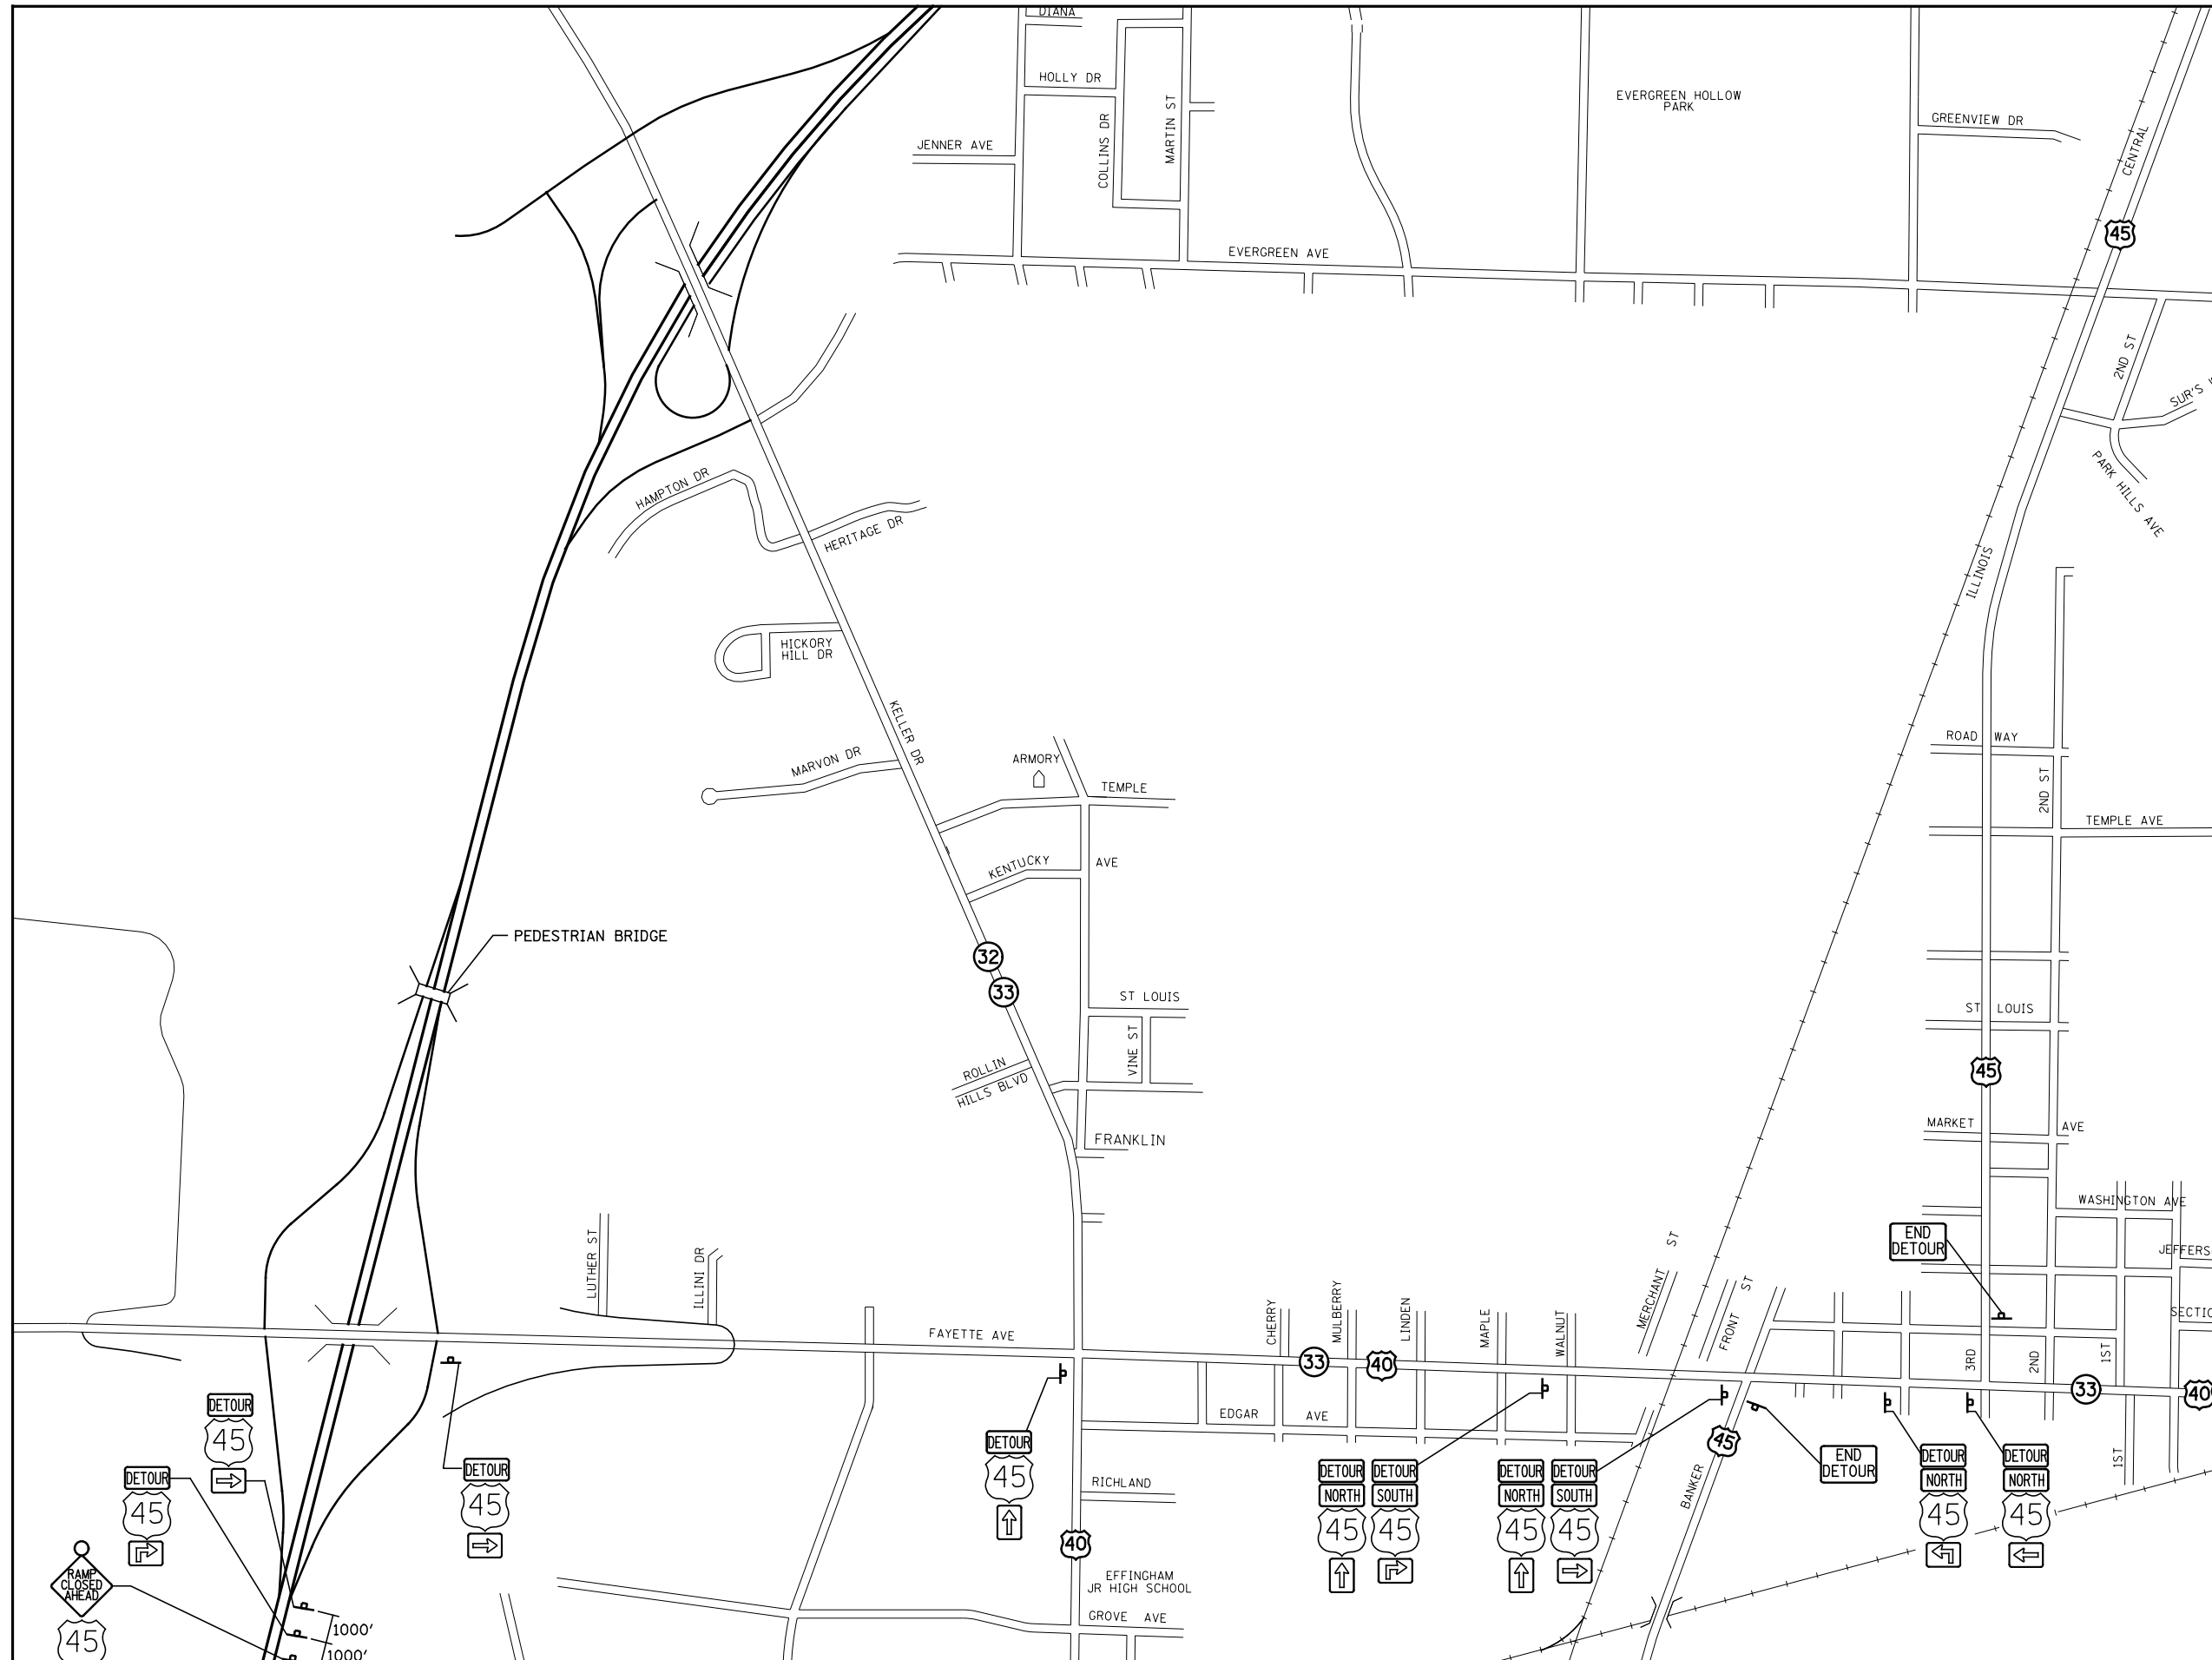 DIANA
HOLLY DR
COLLINS DR
MARTIN ST
JENNER AVE
EVERGREEN HOLLOW
PARK
GREENVIEW DR
CENTRAL
45
EVERGREEN AVE
2ND ST
SUR'S
PARK HILLS AVE
ILLINOIS
HAMPTON DR
HERITAGE DR
HICKORY
HILL DR
KELLER DR
MARVON DR
ARMORY
TEMPLE
KENTUCKY AVE
ROAD WAY
2ND ST
TEMPLE AVE
PEDESTRIAN BRIDGE
32
33
ST LOUIS
VINE ST
ROLLIN
HILLS BLVD
FRANKLIN
ST LOUIS
45
MARKET AVE
WASHINGTON AVE
JEFFERS
SECTIO
END
DETOUR
LUTHER ST
ILLINI DR
FAYETTE AVE
CHERRY
MULBERRY
LINDEN
MAPLE
WALNUT
MERCHANT ST
FRONT ST
33
40
3RD
2ND
1ST
33
40
EDGAR AVE
RICHLAND
40
EFFINGHAM
JR HIGH SCHOOL
GROVE AVE
BANKER
45
1ST
END
DETOUR
DETOUR
45
DETOUR
45
DETOUR
45
DETOUR
45
DETOUR
NORTH
45
DETOUR
SOUTH
45
DETOUR
NORTH
45
DETOUR
SOUTH
45
DETOUR
NORTH
45
DETOUR
NORTH
45
RAMP
CLOSED
AHEAD
45
1000'
1000'